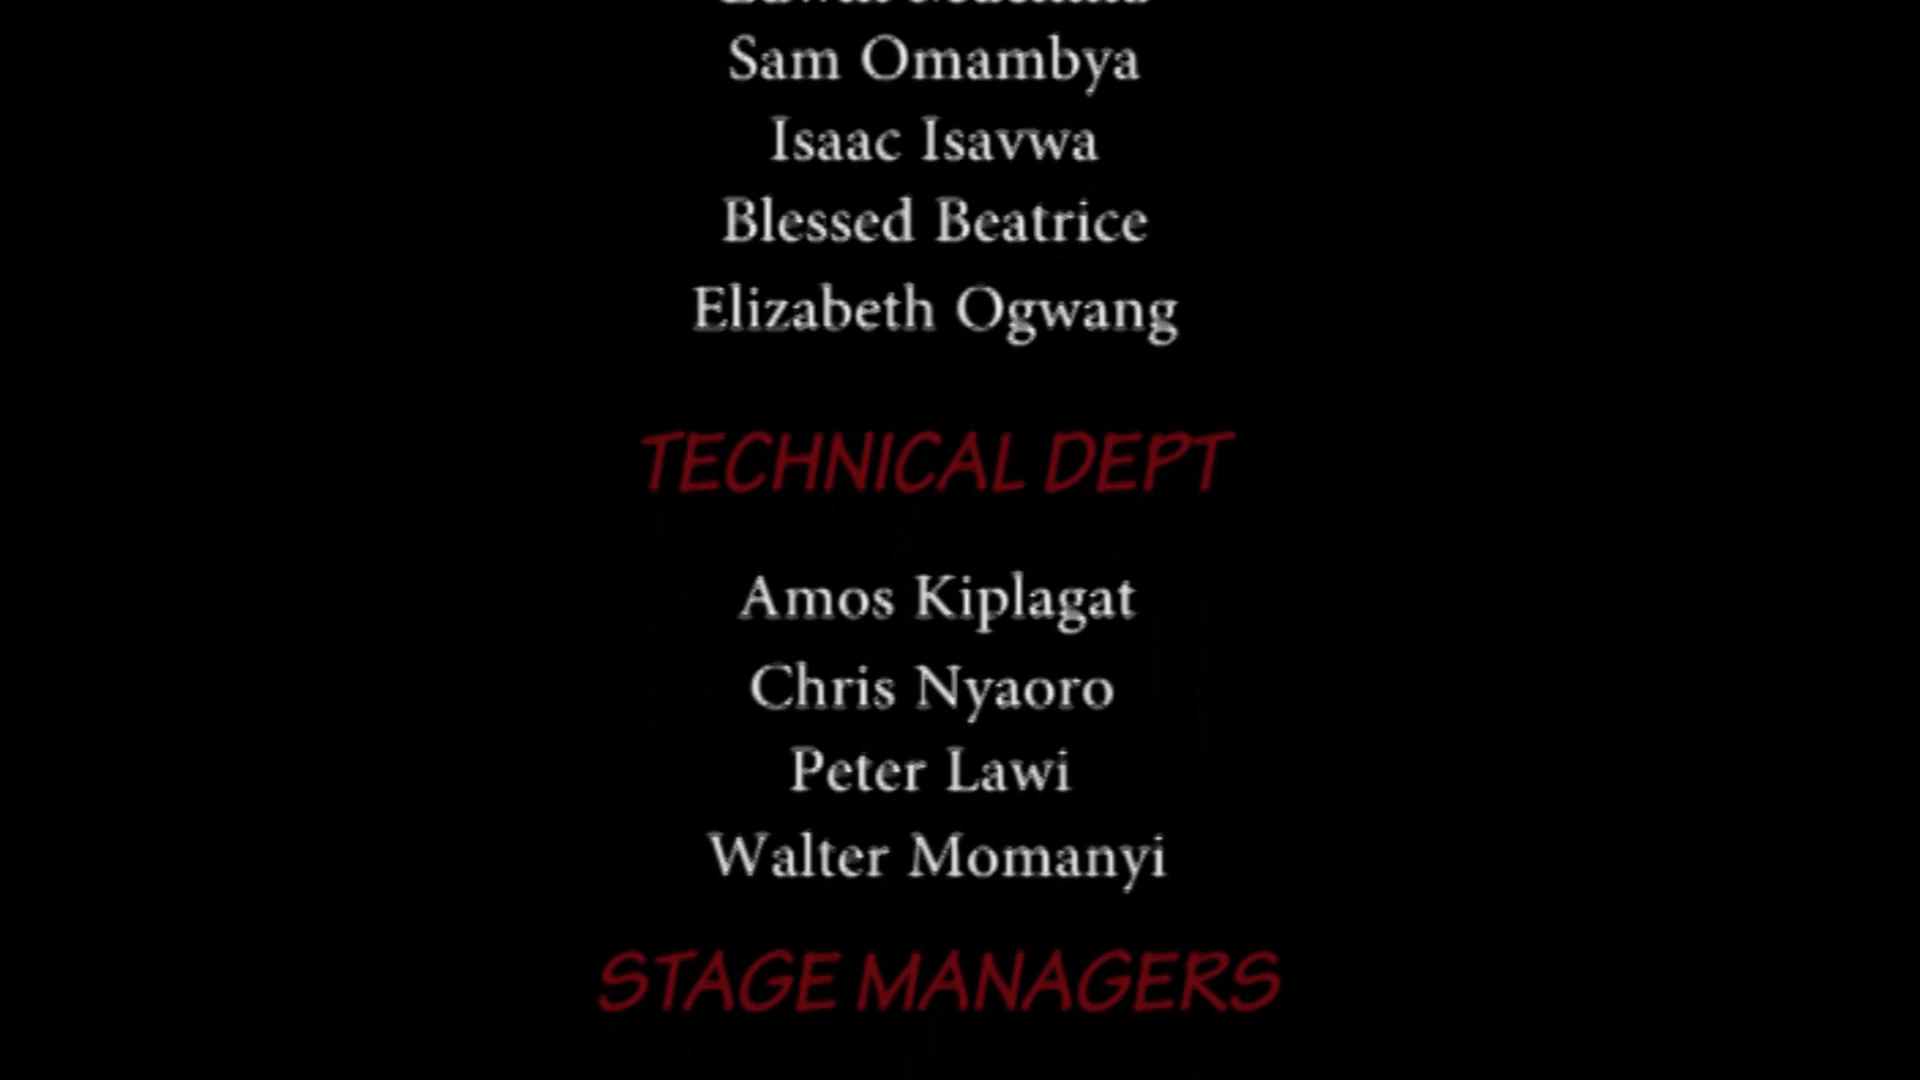 Sam Omambya
Isaac Isavwa
Blessed Beatrice
Elizabeth Ogwang
TECHNICAL DEPT
Amos Kiplagat
Chris Nyaoro
Peter Lawi
Walter Momanyi
STAGE MANAGERS